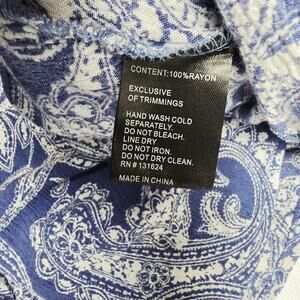 CONTENT:100%RAYON
EXCLUSIVE
OF TRIMMINGS
HAND WASH COLD
SEPARATELY.
DO NOT BLEACH.
LINE DRY
DO NOT IRON.
DO NOT DRY CLEAN.
RN # 131624
MADE IN CHINA